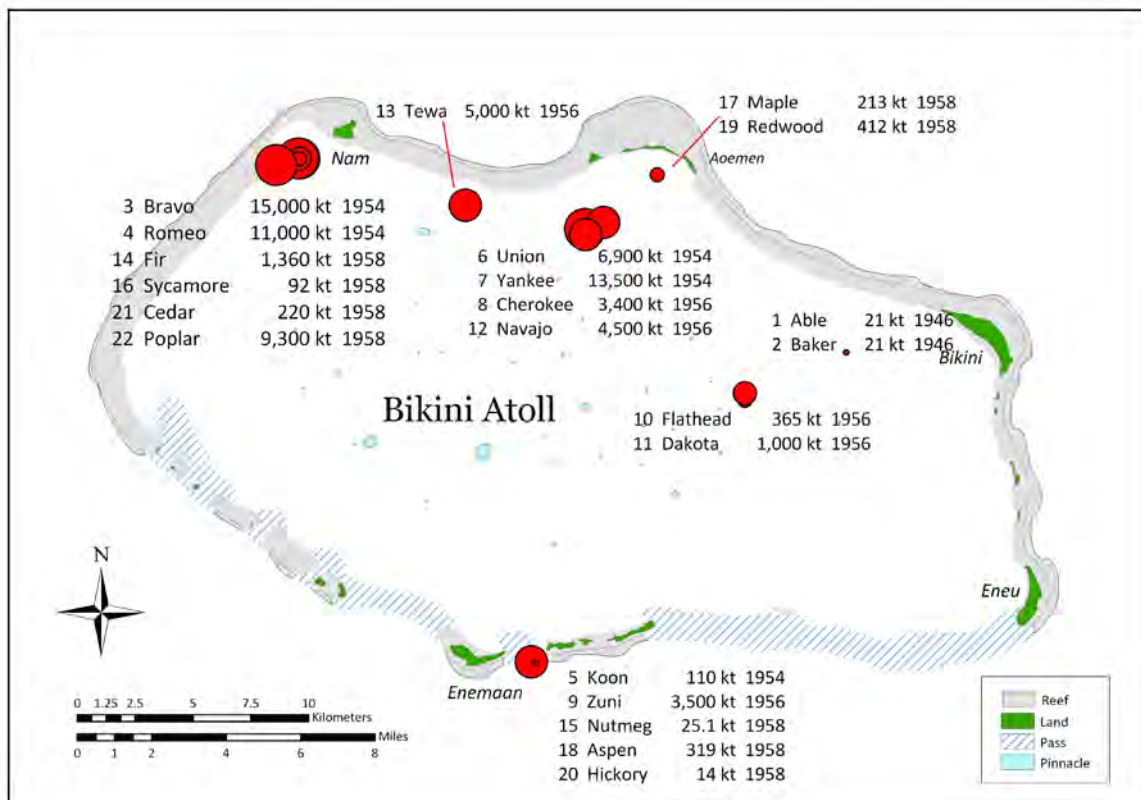 13 Tewa 5,000 kt 1956
17 Maple 213 kt 1958
19 Redwood 412 kt 1958
Aoemen
Nam
3 Bravo 15,000 kt 1954
4 Romeo 11,000 kt 1954
14 Fir 1,360 kt 1958
16 Sycamore 92 kt 1958
21 Cedar 220 kt 1958
22 Poplar 9,300 kt 1958
6 Union 6,900 kt 1954
7 Yankee 13,500 kt 1954
8 Cherokee 3,400 kt 1956
12 Navajo 4,500 kt 1956
1 Able 21 kt 1946
2 Baker 21 kt 1946
Bikini
Bikini Atoll
10 Flathead 365 kt 1956
11 Dakota 1,000 kt 1956
N
Eneu
Enemaan
5 Koon 110 kt 1954
9 Zuni 3,500 kt 1956
15 Nutmeg 25.1 kt 1958
18 Aspen 319 kt 1958
20 Hickory 14 kt 1958
0 1.25 2.5 5 7.5 10
Kilometers
Miles
0 1 2 4 6 8
Reef
Land
Pass
Pinnacle